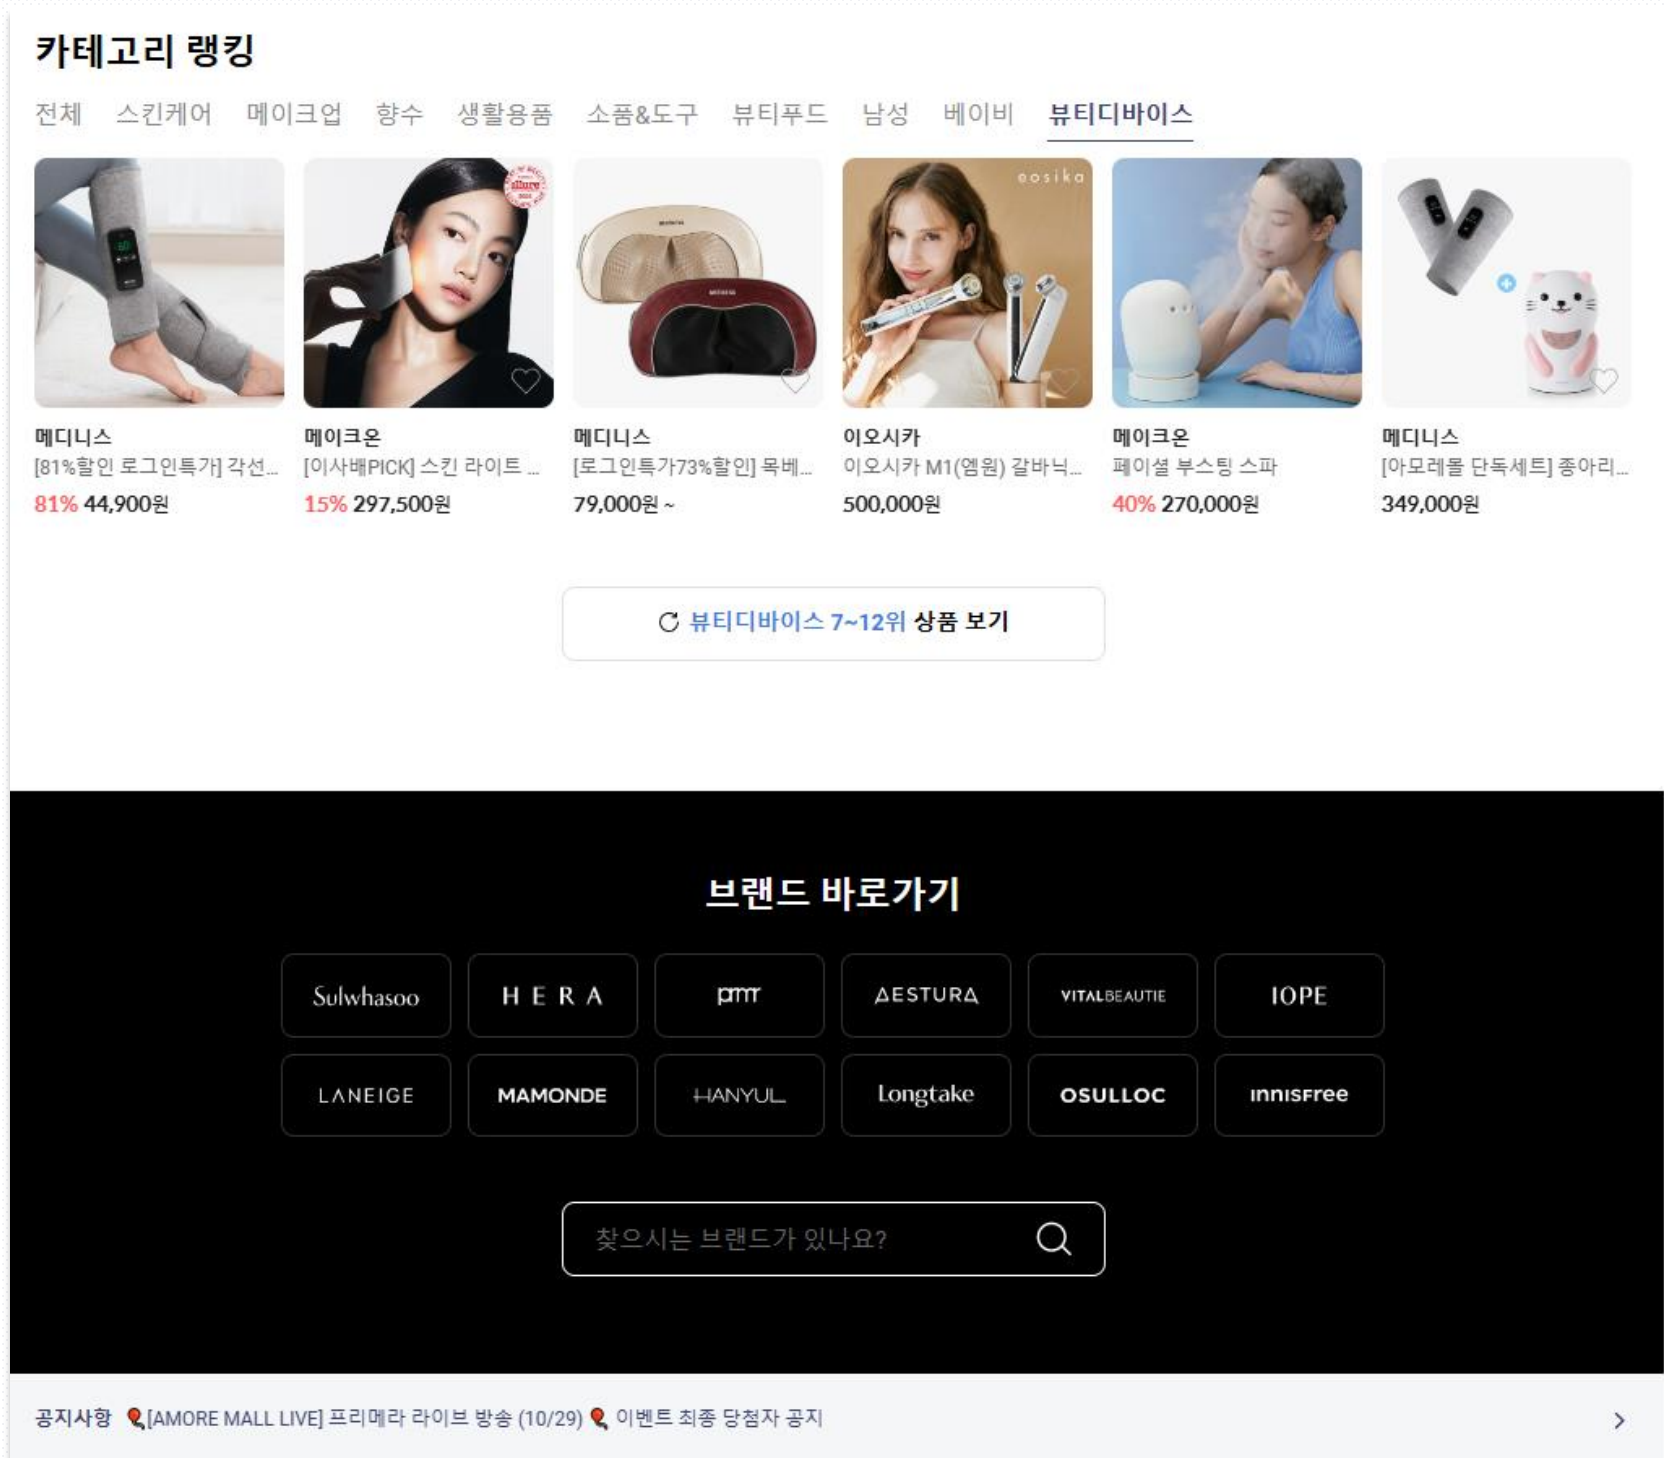 카테고리 랭킹
전체 스킨케어 메이크업 향수 생활용품 소품&도구 뷰티푸드 남성 베이비 뷰티디바이스
allure
eosika
메디니스
[81%할인 로그인특가] 각선...
81% 44,900원
메이크온
[이사배PICK] 스킨 라이트 ...
15% 297,500원
메디니스
[로그인특가73%할인] 목베...
79,000원 ~
이오시카
이오시카 M1(엠원) 갈바닉...
500,000원
메이크온
페이셜 부스팅 스파
40% 270,000원
메디니스
[아모레몰 단독세트] 종아리...
349,000원
뷰티디바이스 7~12위 상품 보기
브랜드 바로가기
Sulwhasoo
HERA
prmr
AESTURA
VITALBEAUTIE
IOPE
LANEIGE
MAMONDE
HANYUL
Longtake
OSULLOC
innisfree
찾으시는 브랜드가 있나요?
공지사항 🎈[AMORE MALL LIVE] 프리메라 라이브 방송 (10/29)🎈 이벤트 최종 당첨자 공지